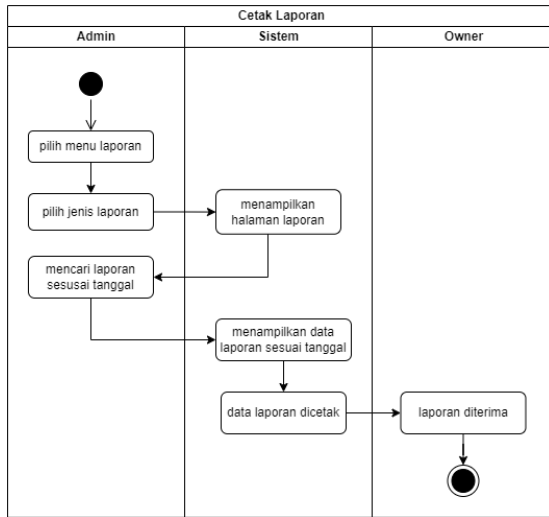 Cetak Laporan
Admin
Sistem
Owner
pilih menu laporan
pilih jenis laporan
menampilkan
halaman laporan
mencari laporan
sesusai tanggal
menampilkan data
laporan sesuai tanggal
data laporan dicetak
laporan diterima